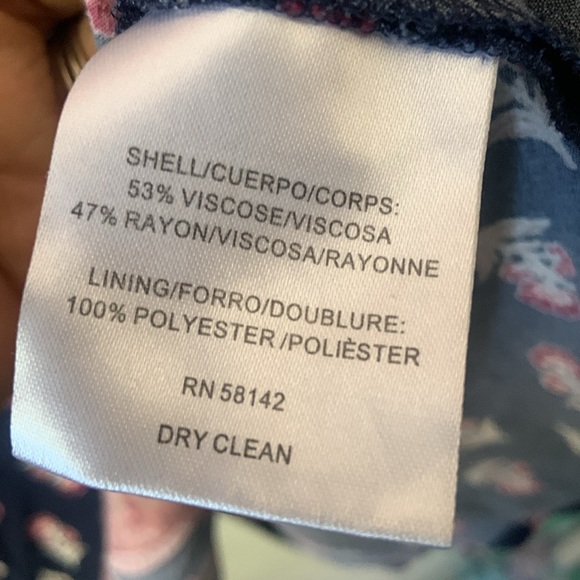 SHELL/CUERPO/CORPS:
53% VISCOSE/VISCOSA
47% RAYON/VISCOSA/RAYONNE
LINING/FORRO/DOUBLURE:
100% POLYESTER /POLIÈSTER
RN 58142
DRY CLEAN